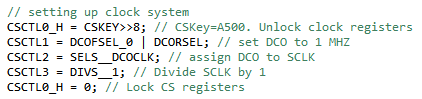 // setting up clock system
CSCTL0_H = CSKEY>>8; // CSKey=A500. Unlock clock registers
CSCTL1 = DCOFSEL_0 | DCORSEL; // set DCO to 1 MHZ
CSCTL2 = SELS__DCOCLK; // assign DCO to SCLK
CSCTL3 = DIVS__1; // Divide SCLK by 1
CSCTL0_H = 0; // Lock CS registers